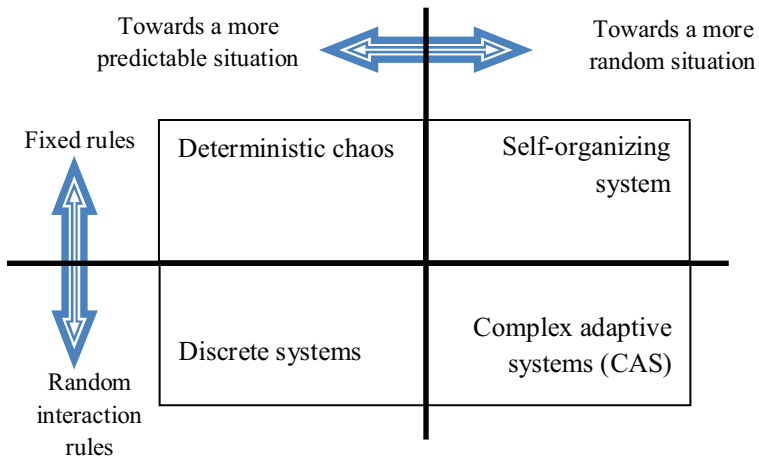 Towards a more
predictable situation
Towards a more
random situation
Fixed rules
Deterministic chaos
Self-organizing
system
Discrete systems
Complex adaptive
systems (CAS)
Random
interaction
rules